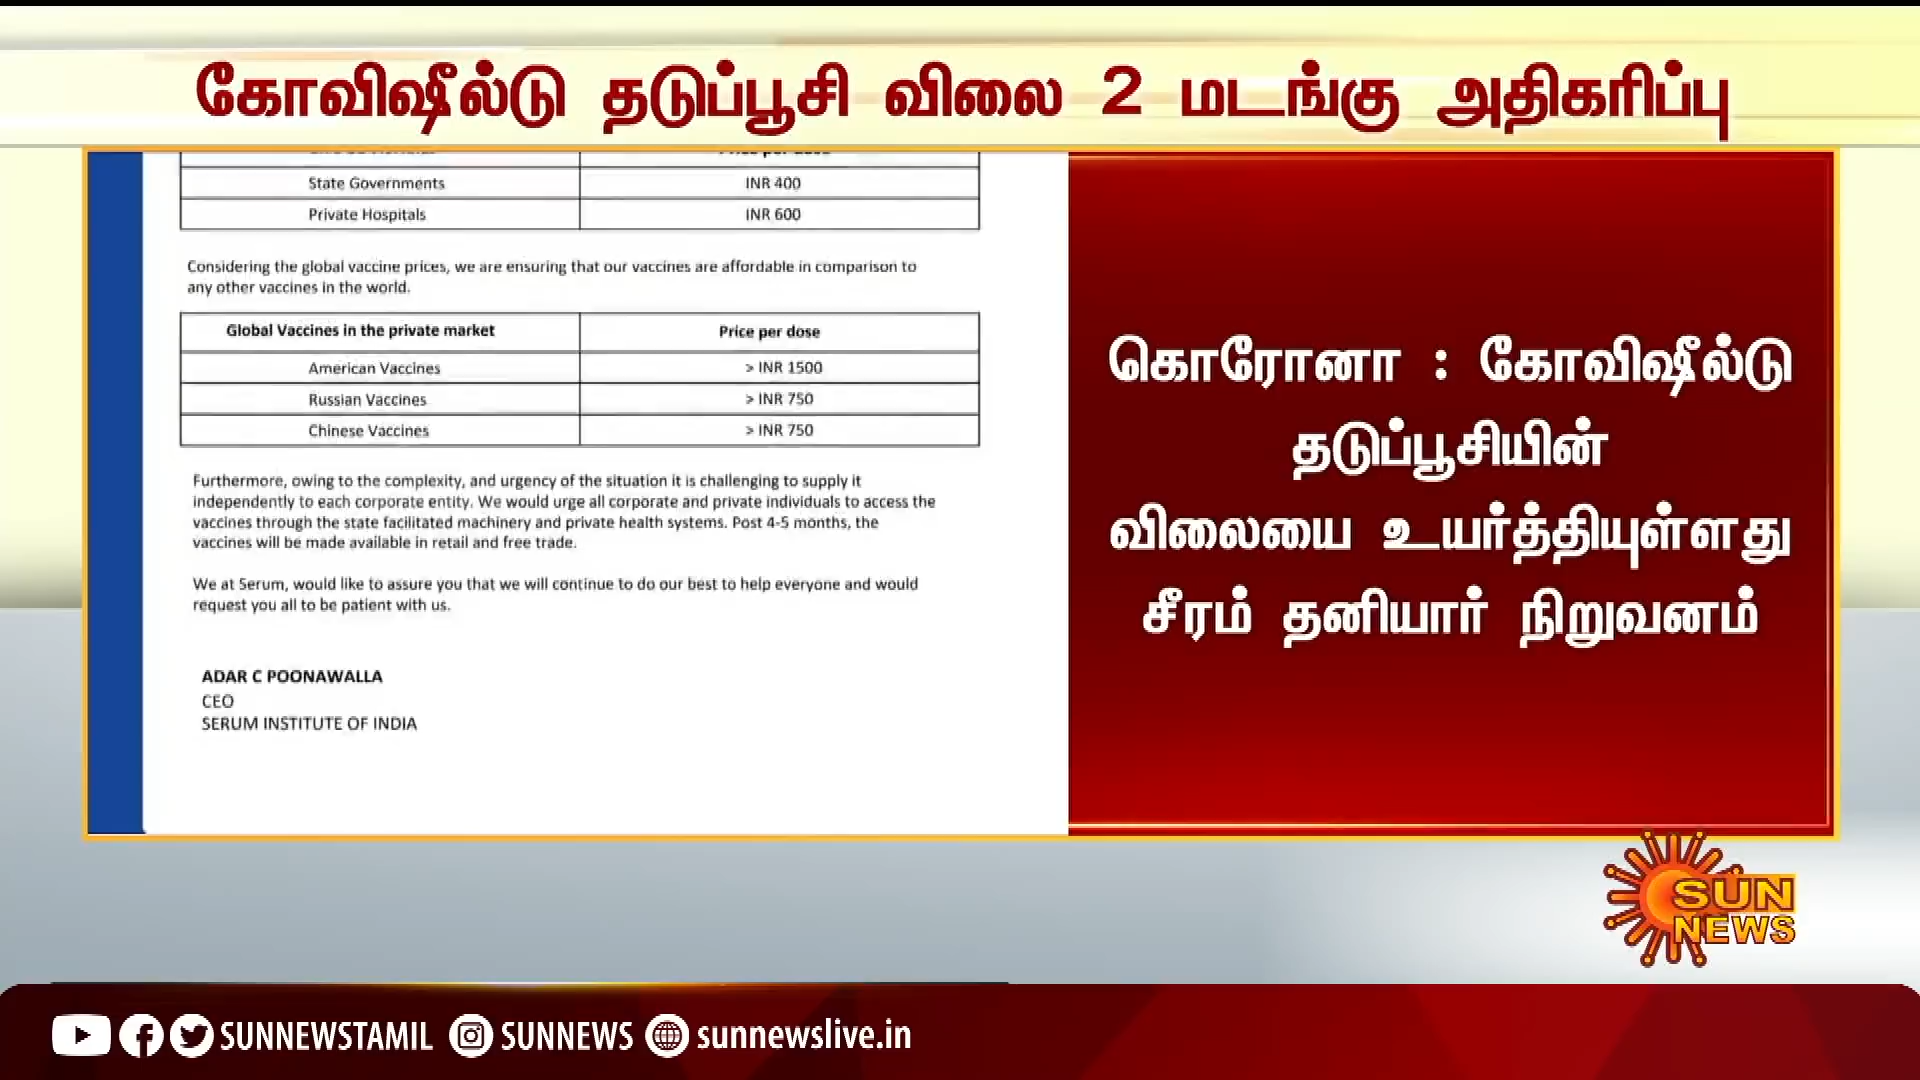 கோவிஷீல்டு தடுப்பூசி விலை 2 மடங்கு அதிகரிப்பு
Price per dose
State Governments INR 400
Private Hospitals INR 600
Considering the global vaccine prices, we are ensuring that our vaccines are affordable in comparison to
any other vaccines in the world.
Global Vaccines in the private market Price per dose
American Vaccines > INR 1500
Russian Vaccines > INR 750
Chinese Vaccines > INR 750
Furthermore, owing to the complexity, and urgency of the situation it is challenging to supply it
independently to each corporate entity. We would urge all corporate and private individuals to access the
vaccines through the state facilitated machinery and private health systems. Post 4-5 months, the
vaccines will be made available in retail and free trade.
We at Serum, would like to assure you that we will continue to do our best to help everyone and would
request you all to be patient with us.
ADAR C POONAWALLA
CEO
SERUM INSTITUTE OF INDIA
கொரோனா : கோவிஷீல்டு
தடுப்பூசியின்
விலையை உயர்த்தியுள்ளது
சீரம் தனியார் நிறுவனம்
SUN
NEWS
SUNNEWSTAMIL SUNNEWS sunnewslive.in